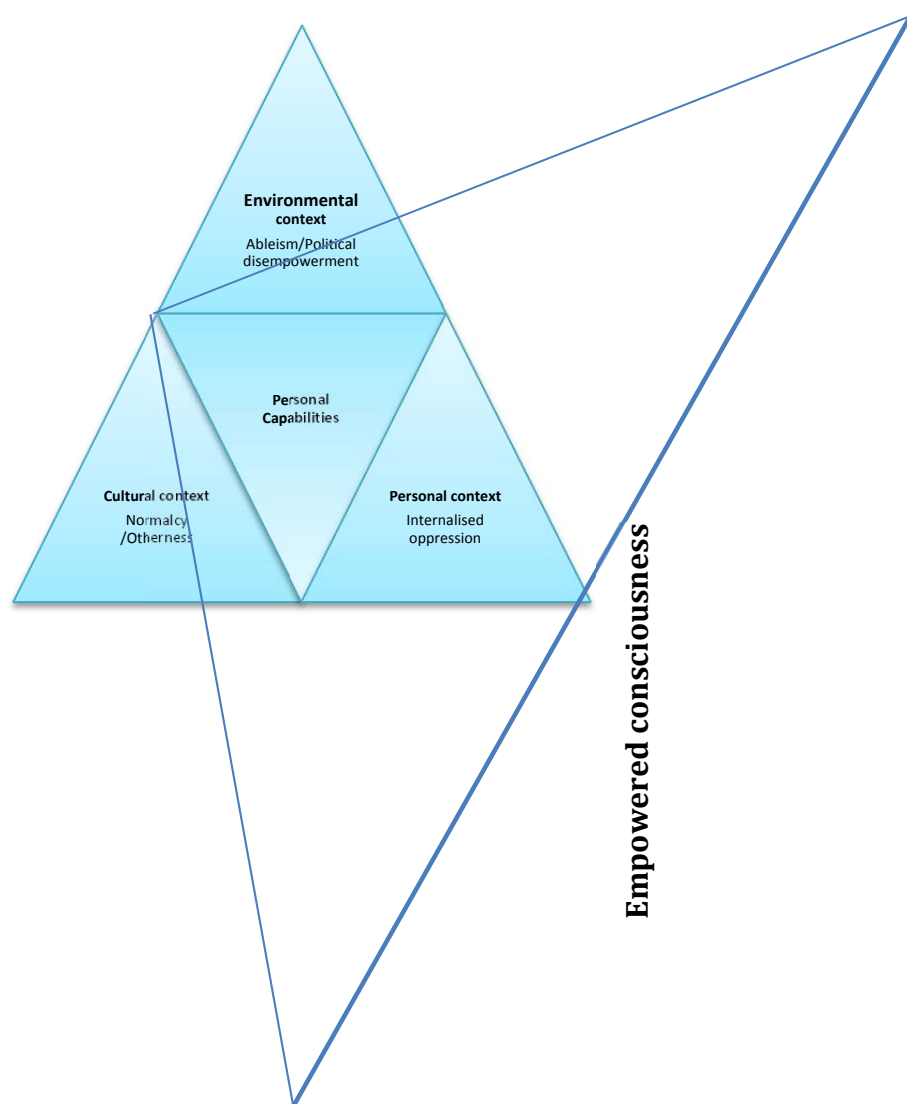 Environmental
context
Ableism/Political
disempowerment
Personal
Capabilities
Cultural context
Normalcy
/Otherness
Personal context
Internalised
oppression
Empowered consciousness